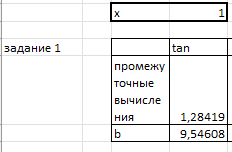 x 1
задание 1 tan
промежу
точные
вычисле
ния 1,28419
b 9,54608